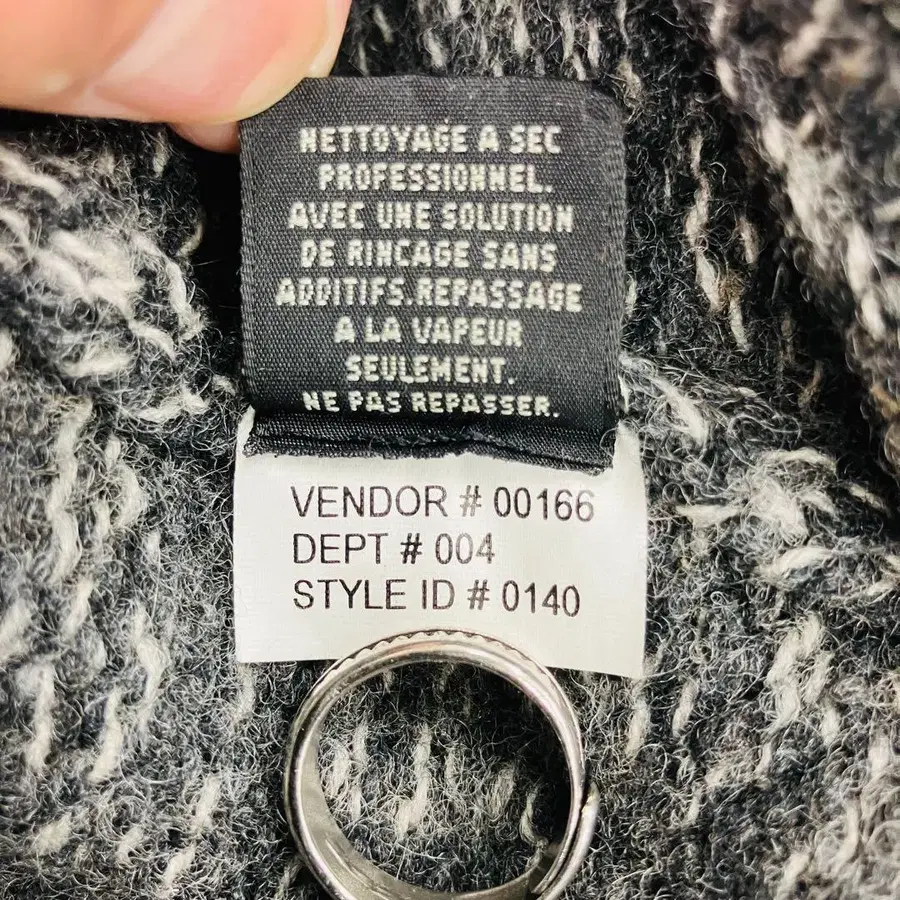 NETTOYAGE A SEC
PROFESSIONNEL.
AVEC UNE SOLUTION
DE RINCAGE SANS
ADDITIFS.REPASSAGE
A LA VAPEUR
SEULEMENT.
NE PAS REPASSER.
VENDOR # 00166
DEPT # 004
STYLE ID # 0140